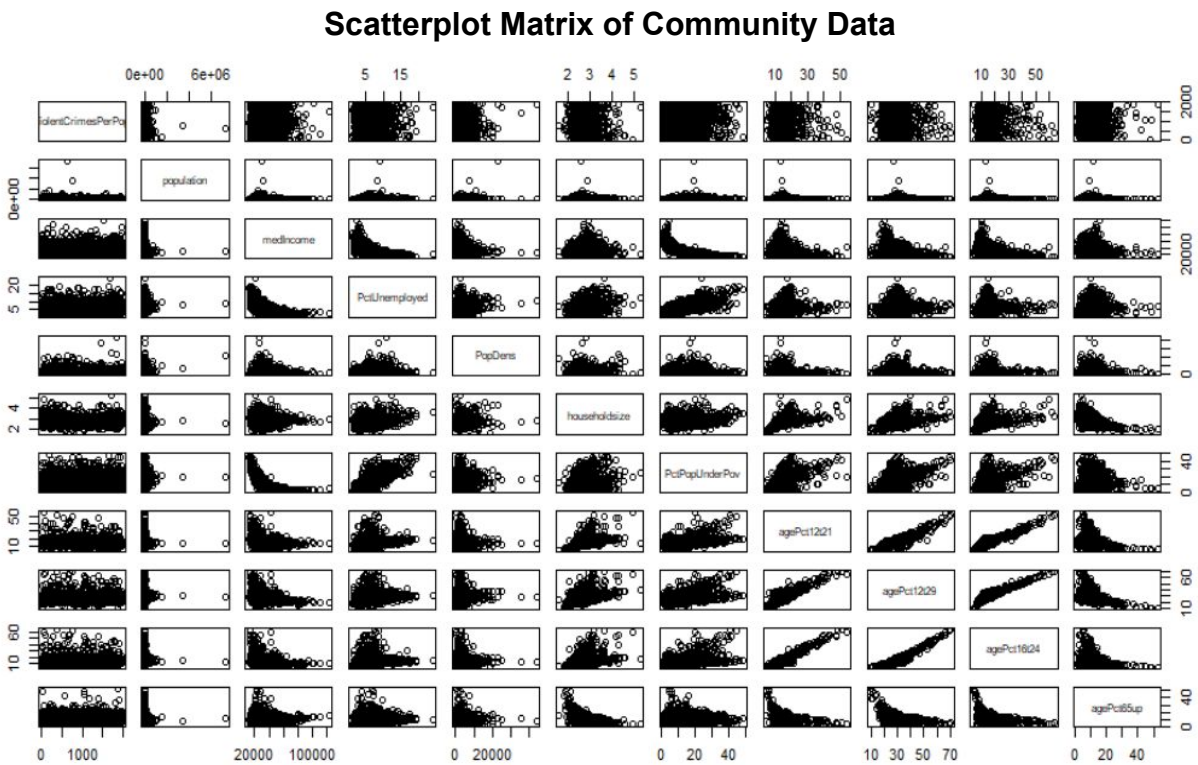 Scatterplot Matrix of Community Data
0e+00 6e+06 5 15 2 3 4 5 10 30 50 10 30 50
iolentCrimesPerPo
0 2000
population
0e+00
medIncome
20000
PctUnemployed
5 20
PopDens
0
householdsize
2 4
PctPopUnderPov
0 40
agePct12t21
10 50
agePct12t29
10 60
agePct16t24
10 60
agePct65up
0 40
0 1000 20000 100000 0 20000 0 20 40 10 30 50 70 0 20 40